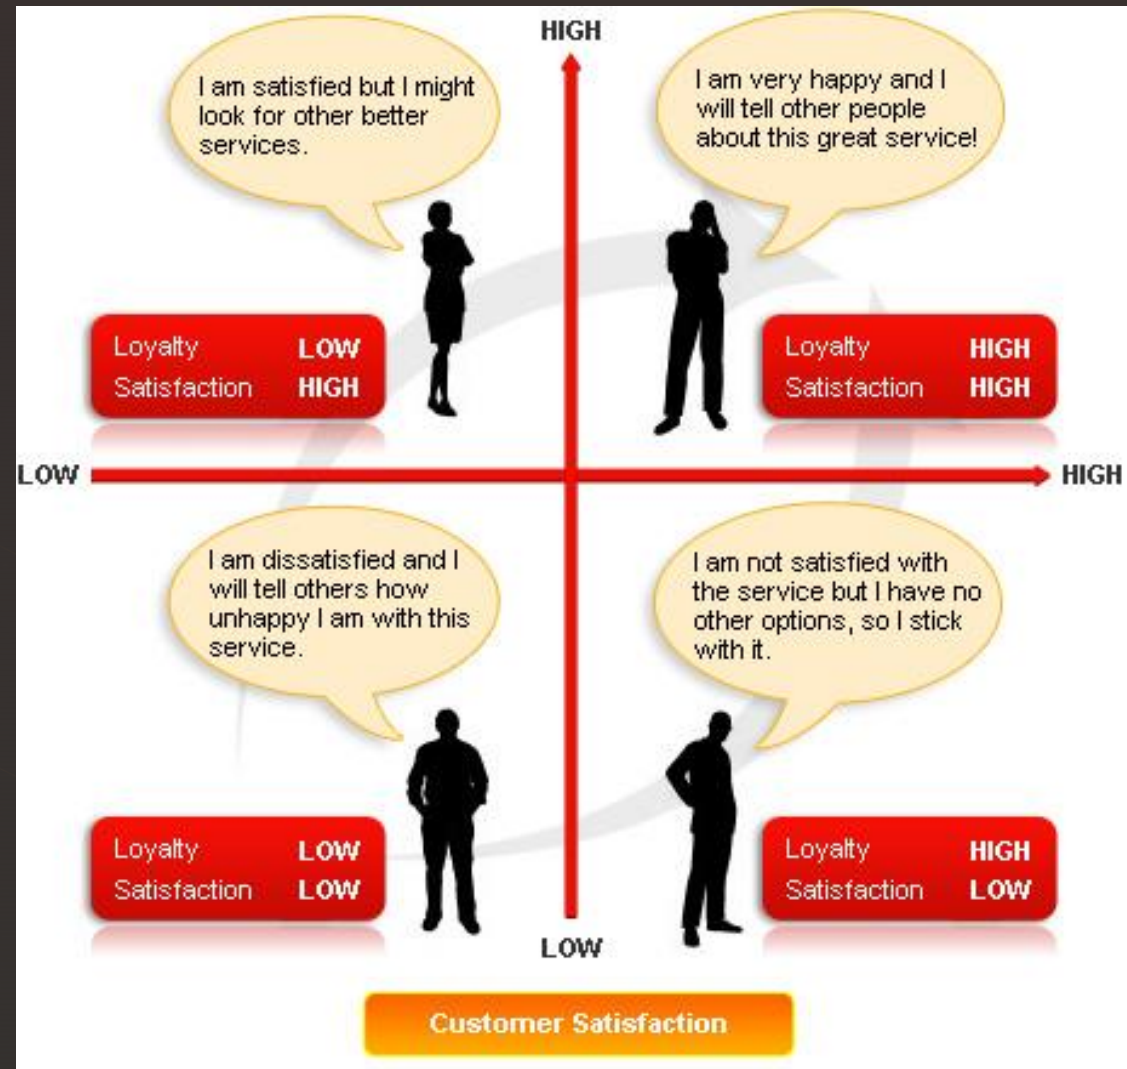 HIGH
I am satisfied but I might
look for other better
services.
I am very happy and I
will tell other people
about this great service!
Loyalty LOW
Satisfaction HIGH
Loyalty HIGH
Satisfaction HIGH
LOW
HIGH
I am dissatisfied and I
will tell others how
unhappy I am with this
service.
I am not satisfied with
the service but I have no
other options, so I stick
with it.
Loyalty LOW
Satisfaction LOW
Loyalty HIGH
Satisfaction LOW
LOW
Customer Satisfaction